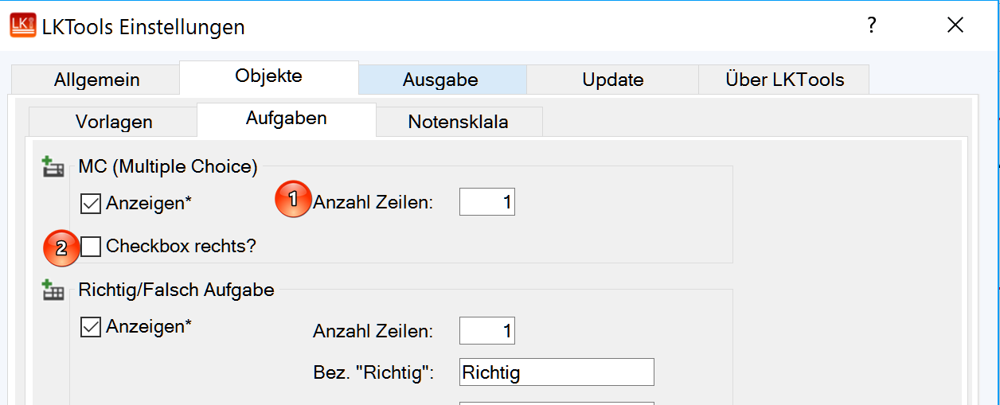 LK LKTools Einstellungen ?
Allgemein Objekte Ausgabe Update Über LKTools
Vorlagen Aufgaben Notensklala
MC (Multiple Choice)
Anzeigen* 1 Anzahl Zeilen: 1
2 Checkbox rechts?
Richtig/Falsch Aufgabe
Anzeigen* Anzahl Zeilen: 1
Bez. "Richtig": Richtig